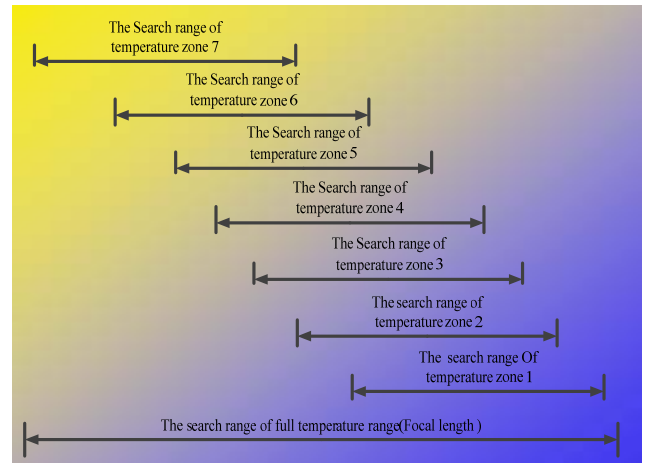 The Search range of
temperature zone 7
The Search range of
temperature zone 6
The Search range of
temperature zone 5
The Search range of
temperature zone 4
The Search range of
temperature zone 3
The search range of
temperature zone 2
The search range Of
temperature zone 1
The search range of full temperature range(Focal length )